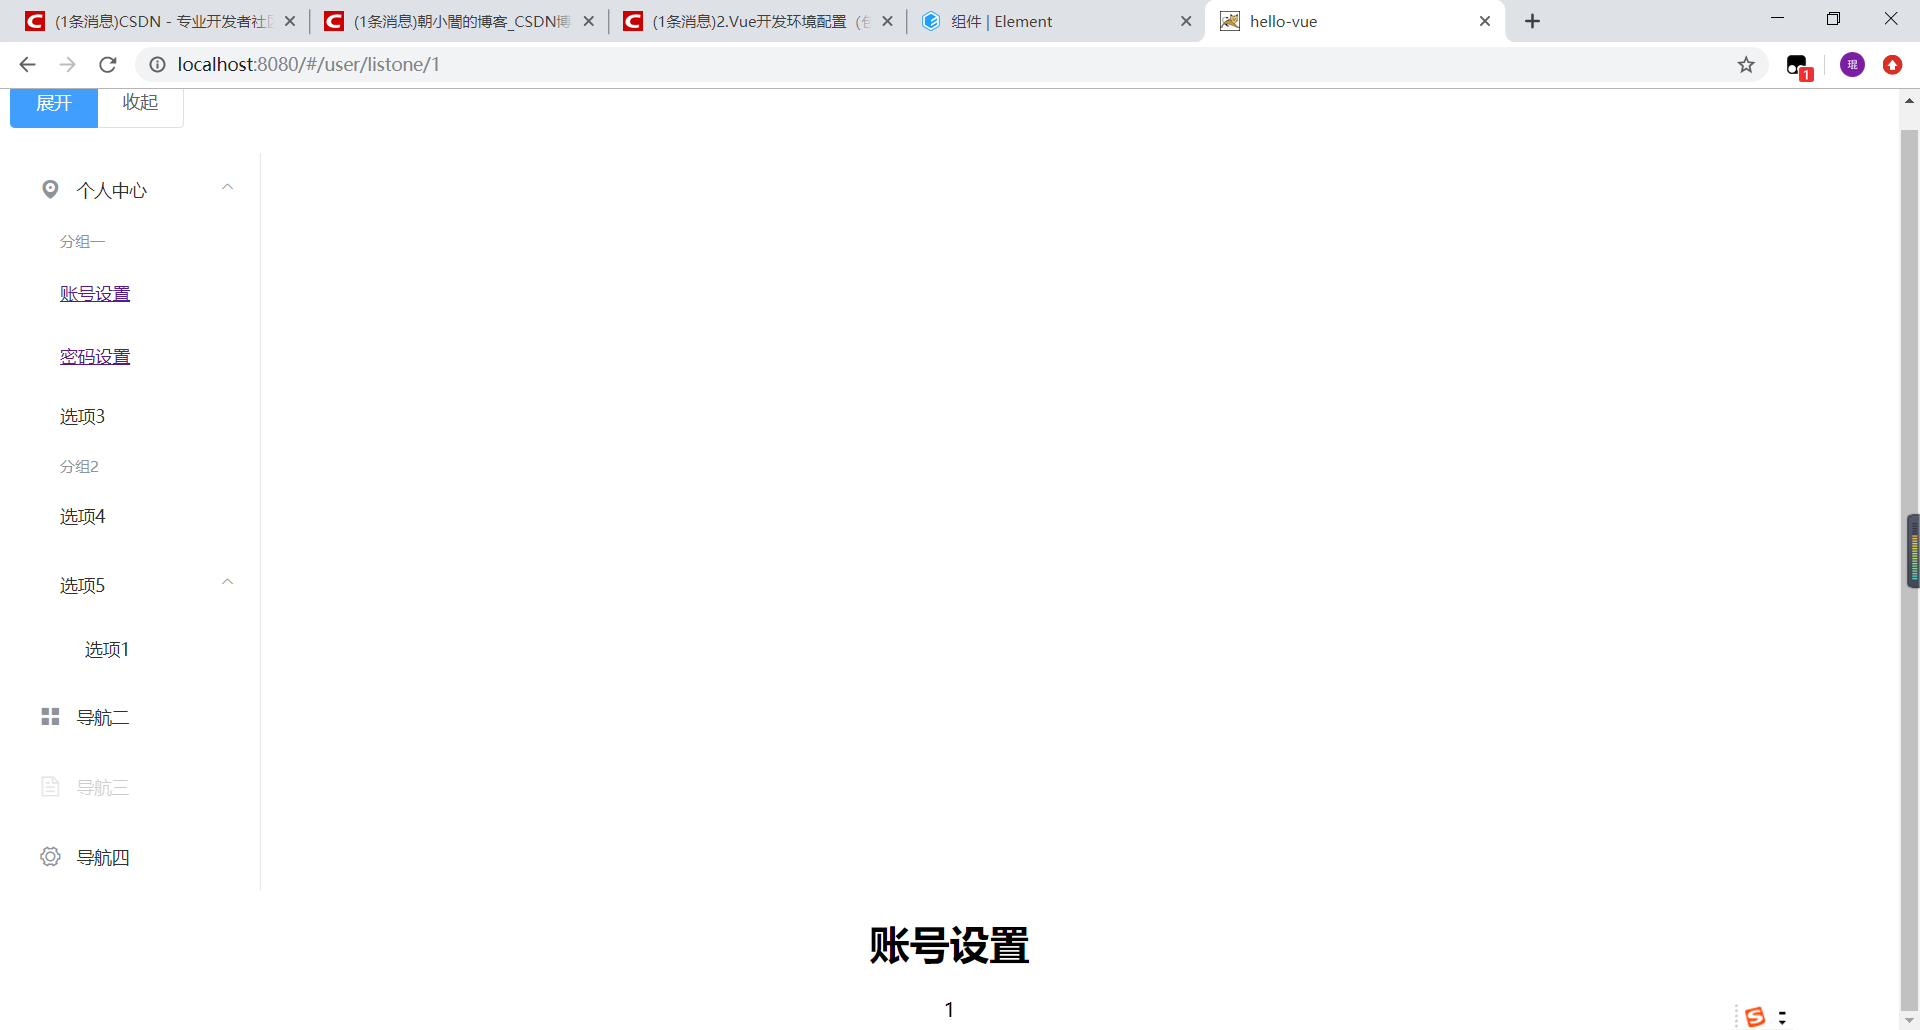 (1条消息)CSDN - 专业开发者社区
(1条消息)朝小闇的博客_CSDN博
(1条消息)2.Vue开发环境配置（包
组件 | Element
hello-vue
localhost:8080/#/user/listone/1
1
琨
展开
收起
个人中心
分组一
账号设置
密码设置
选项3
分组2
选项4
选项5
选项1
导航二
导航三
导航四
账号设置
1